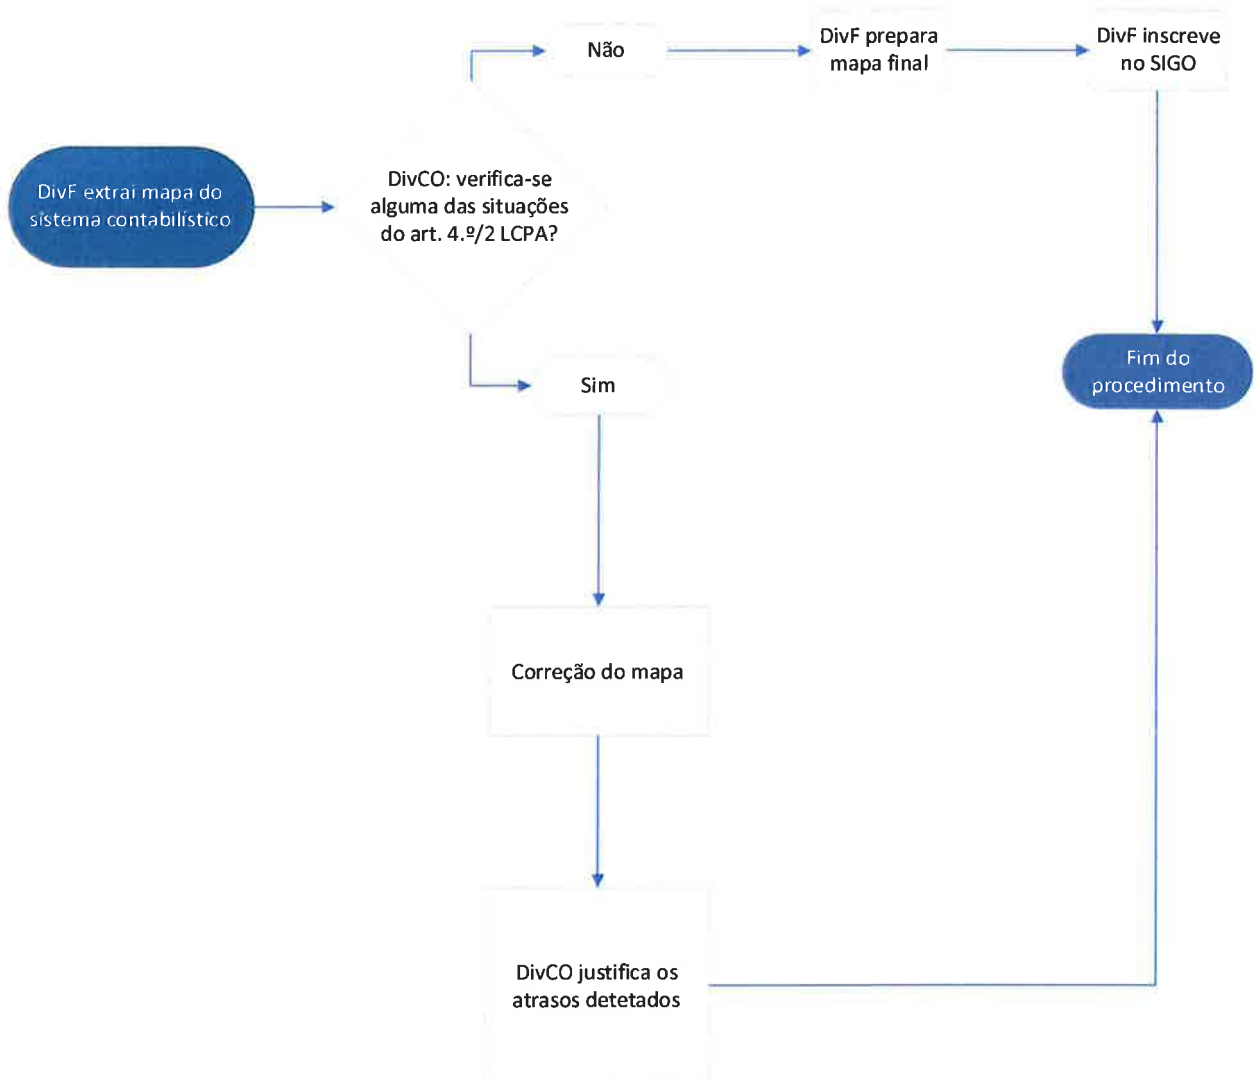 Não
DivF prepara
mapa final
DivF inscreve
no SIGO
DivF extrai mapa do
sistema contabilístico
DivCO: verifica-se
alguma das situações
do art. 4.º/2 LCPA?
Sim
Fim do
procedimento
Correção do mapa
DivCO justifica os
atrasos detetados